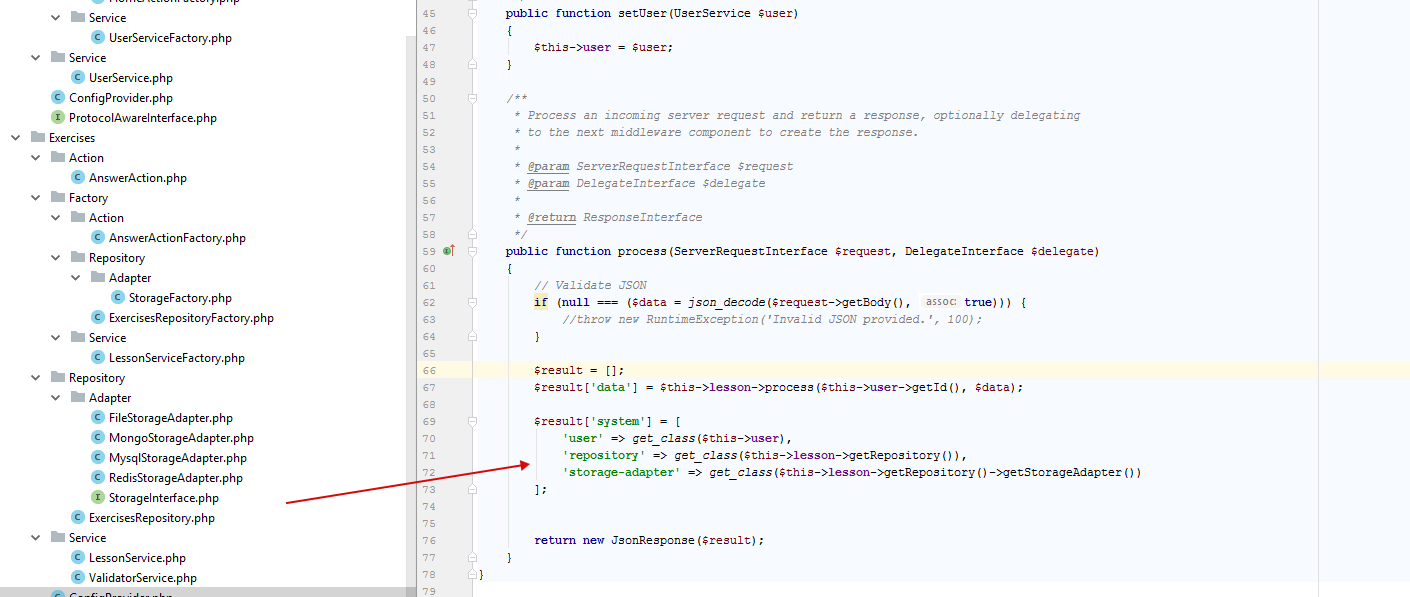 Service
UserServiceFactory.php
Service
UserService.php
ConfigProvider.php
ProtocolAwareInterface.php
Exercises
Action
AnswerAction.php
Factory
Action
AnswerActionFactory.php
Repository
Adapter
StorageFactory.php
ExercisesRepositoryFactory.php
Service
LessonServiceFactory.php
Repository
Adapter
FileStorageAdapter.php
MongoStorageAdapter.php
MysqlStorageAdapter.php
RedisStorageAdapter.php
StorageInterface.php
ExercisesRepository.php
Service
LessonService.php
ValidatorService.php
ConfigProvider.php
45 public function setUser(UserService $user)
46 {
47 $this->user = $user;
48 }
49
50 /**
51 * Process an incoming server request and return a response, optionally delegating
52 * to the next middleware component to create the response.
53 *
54 * @param ServerRequestInterface $request
55 * @param DelegateInterface $delegate
56 *
57 * @return ResponseInterface
58 */
59 public function process(ServerRequestInterface $request, DelegateInterface $delegate)
60 {
61 // Validate JSON
62 if (null === ($data = json_decode($request->getBody(), assoc: true))) {
63 //throw new RuntimeException('Invalid JSON provided.', 100);
64 }
65
66 $result = [];
67 $result['data'] = $this->lesson->process($this->user->getId(), $data);
68
69 $result['system'] = [
70 'user' => get_class($this->user),
71 'repository' => get_class($this->lesson->getRepository()),
72 'storage-adapter' => get_class($this->lesson->getRepository()->getStorageAdapter())
73 ];
74
75
76 return new JsonResponse($result);
77 }
78 }
79